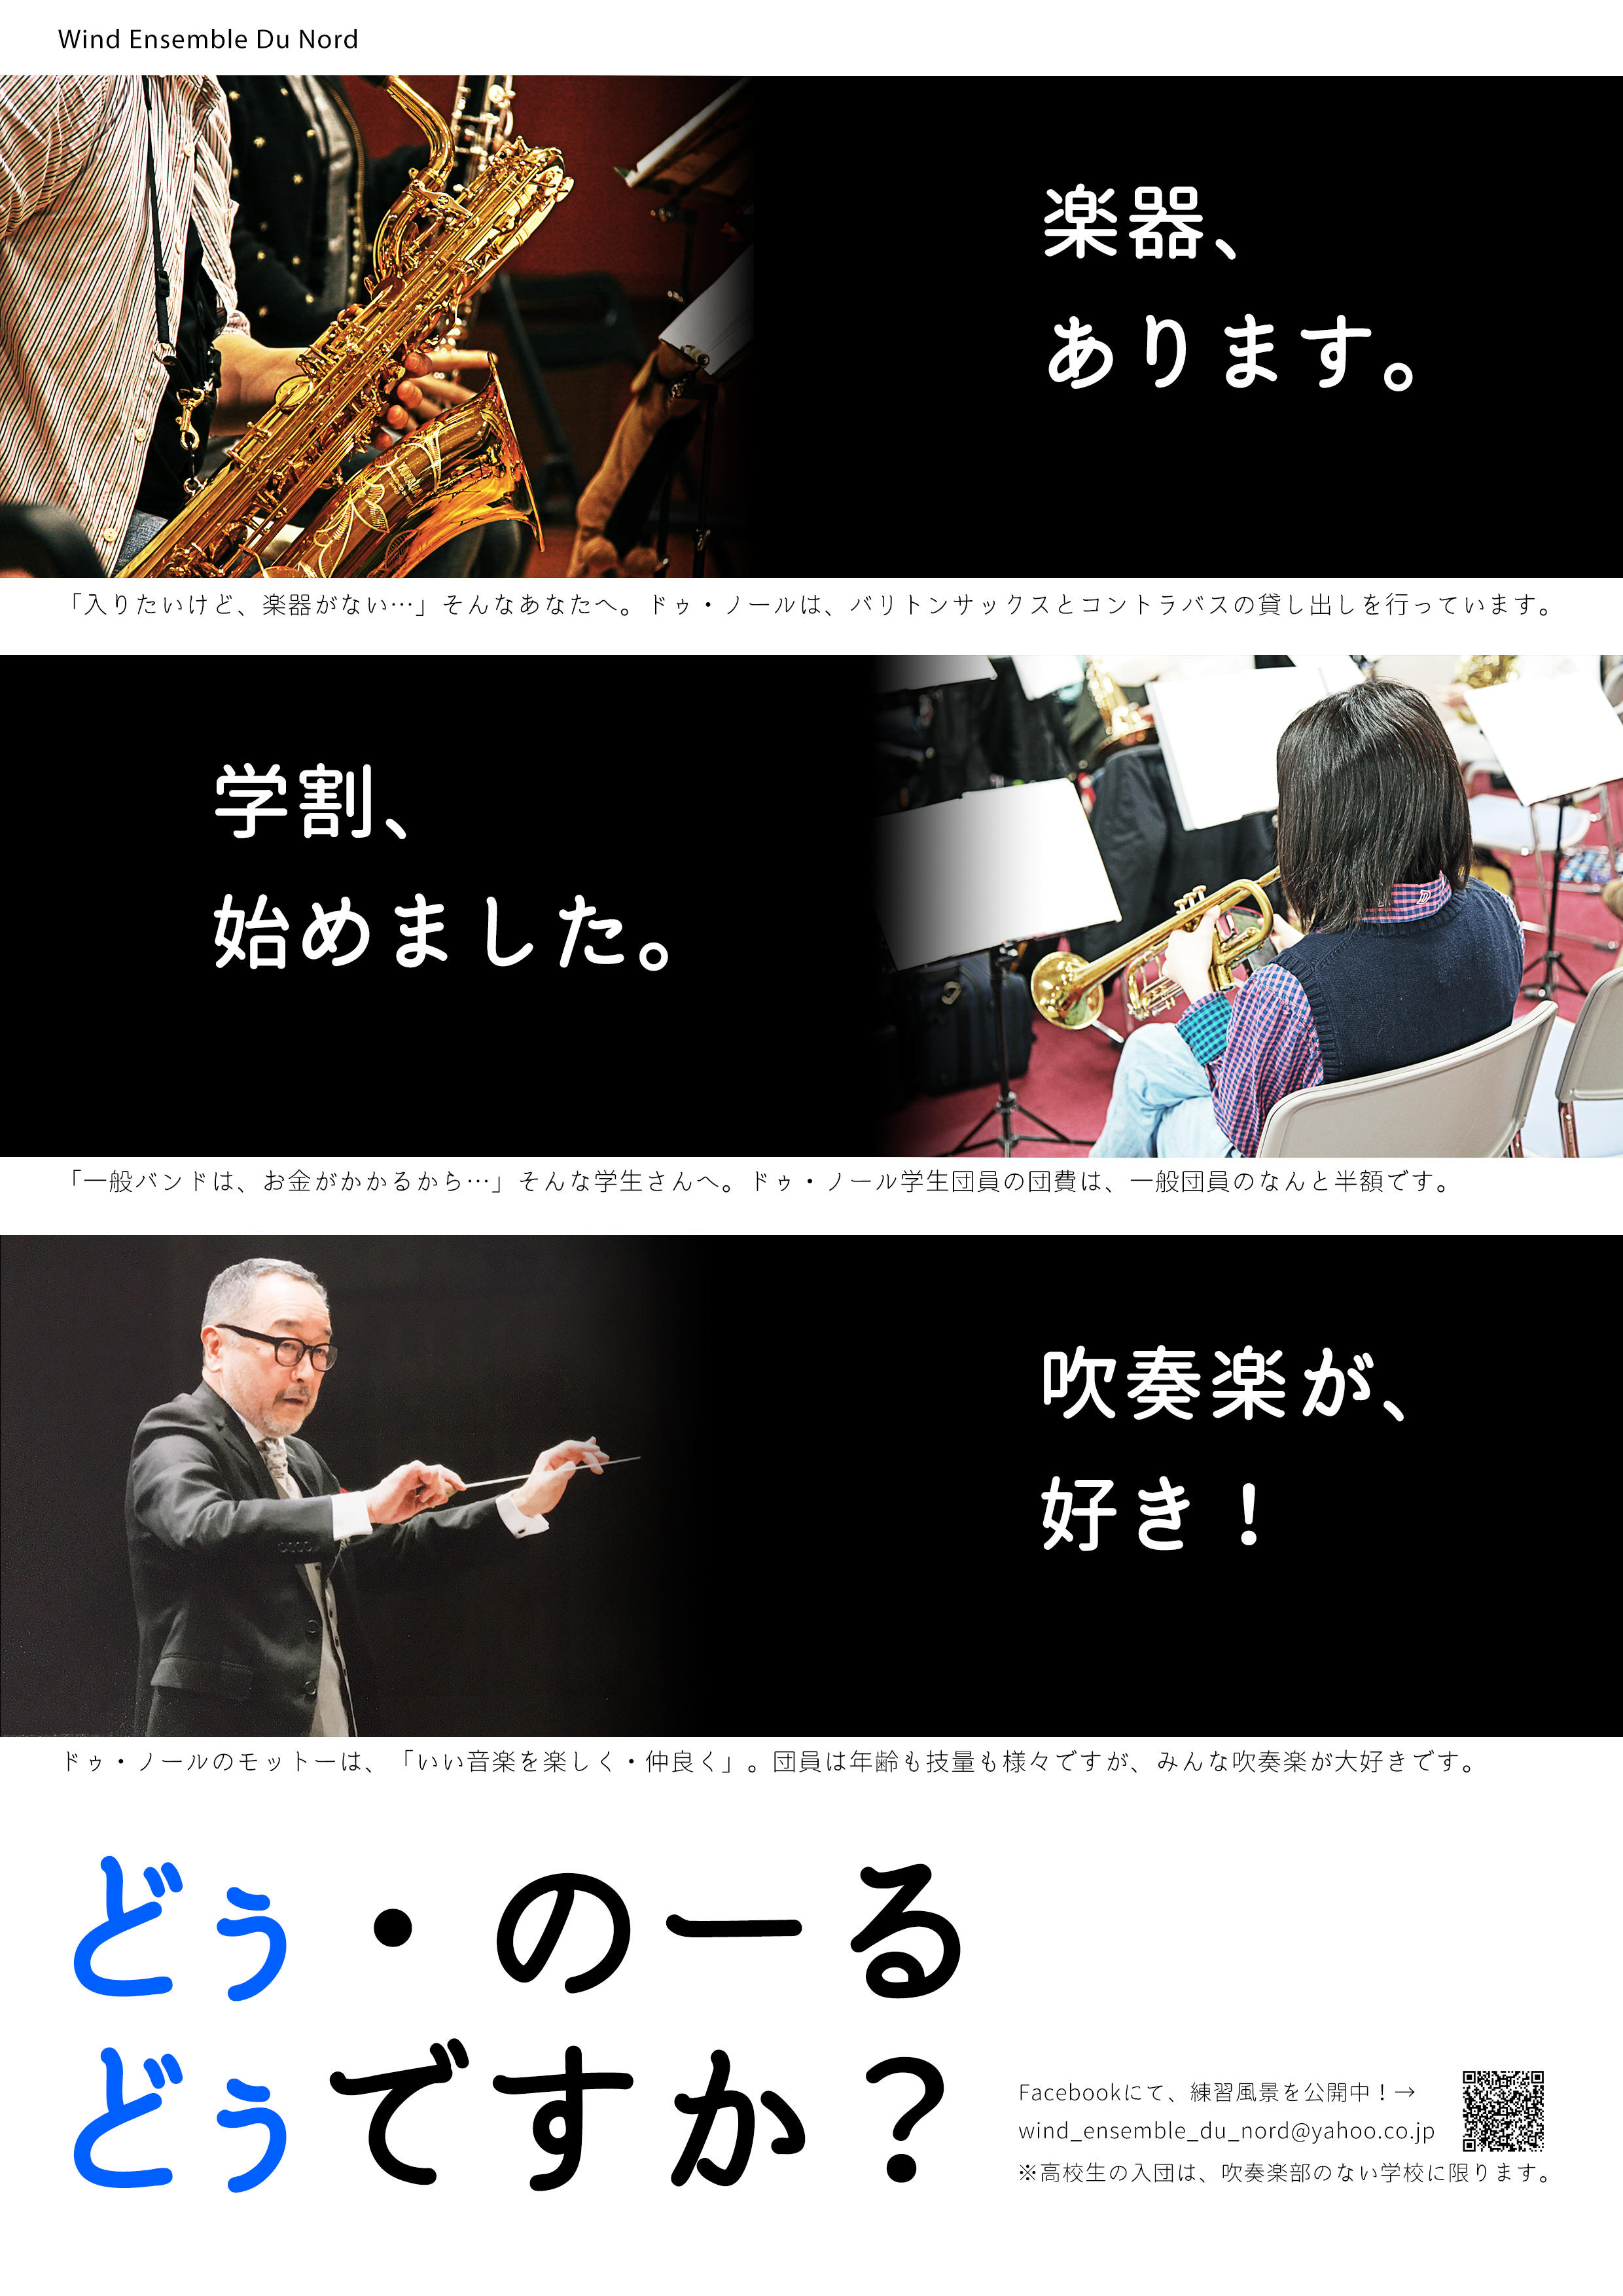 Wind Ensemble Du Nord
楽器、
あります。
「入りたいけど、楽器がない…」そんなあなたへ。ドゥ・ノールは、バリトンサックスとコントラバスの貸し出しを行っています。
学割、
始めました。
「一般バンドは、お金がかかるから…」そんな学生さんへ。ドゥ・ノール学生団員の団費は、一般団員のなんと半額です。
吹奏楽が、
好き！
ドゥ・ノールのモットーは、「いい音楽を楽しく・仲良く」。団員は年齢も技量も様々ですが、みんな吹奏楽が大好きです。
どぅ・のーる
どぅですか？
Facebookにて、練習風景を公開中！→
wind_ensemble_du_nord@yahoo.co.jp
※高校生の入団は、吹奏楽部のない学校に限ります。